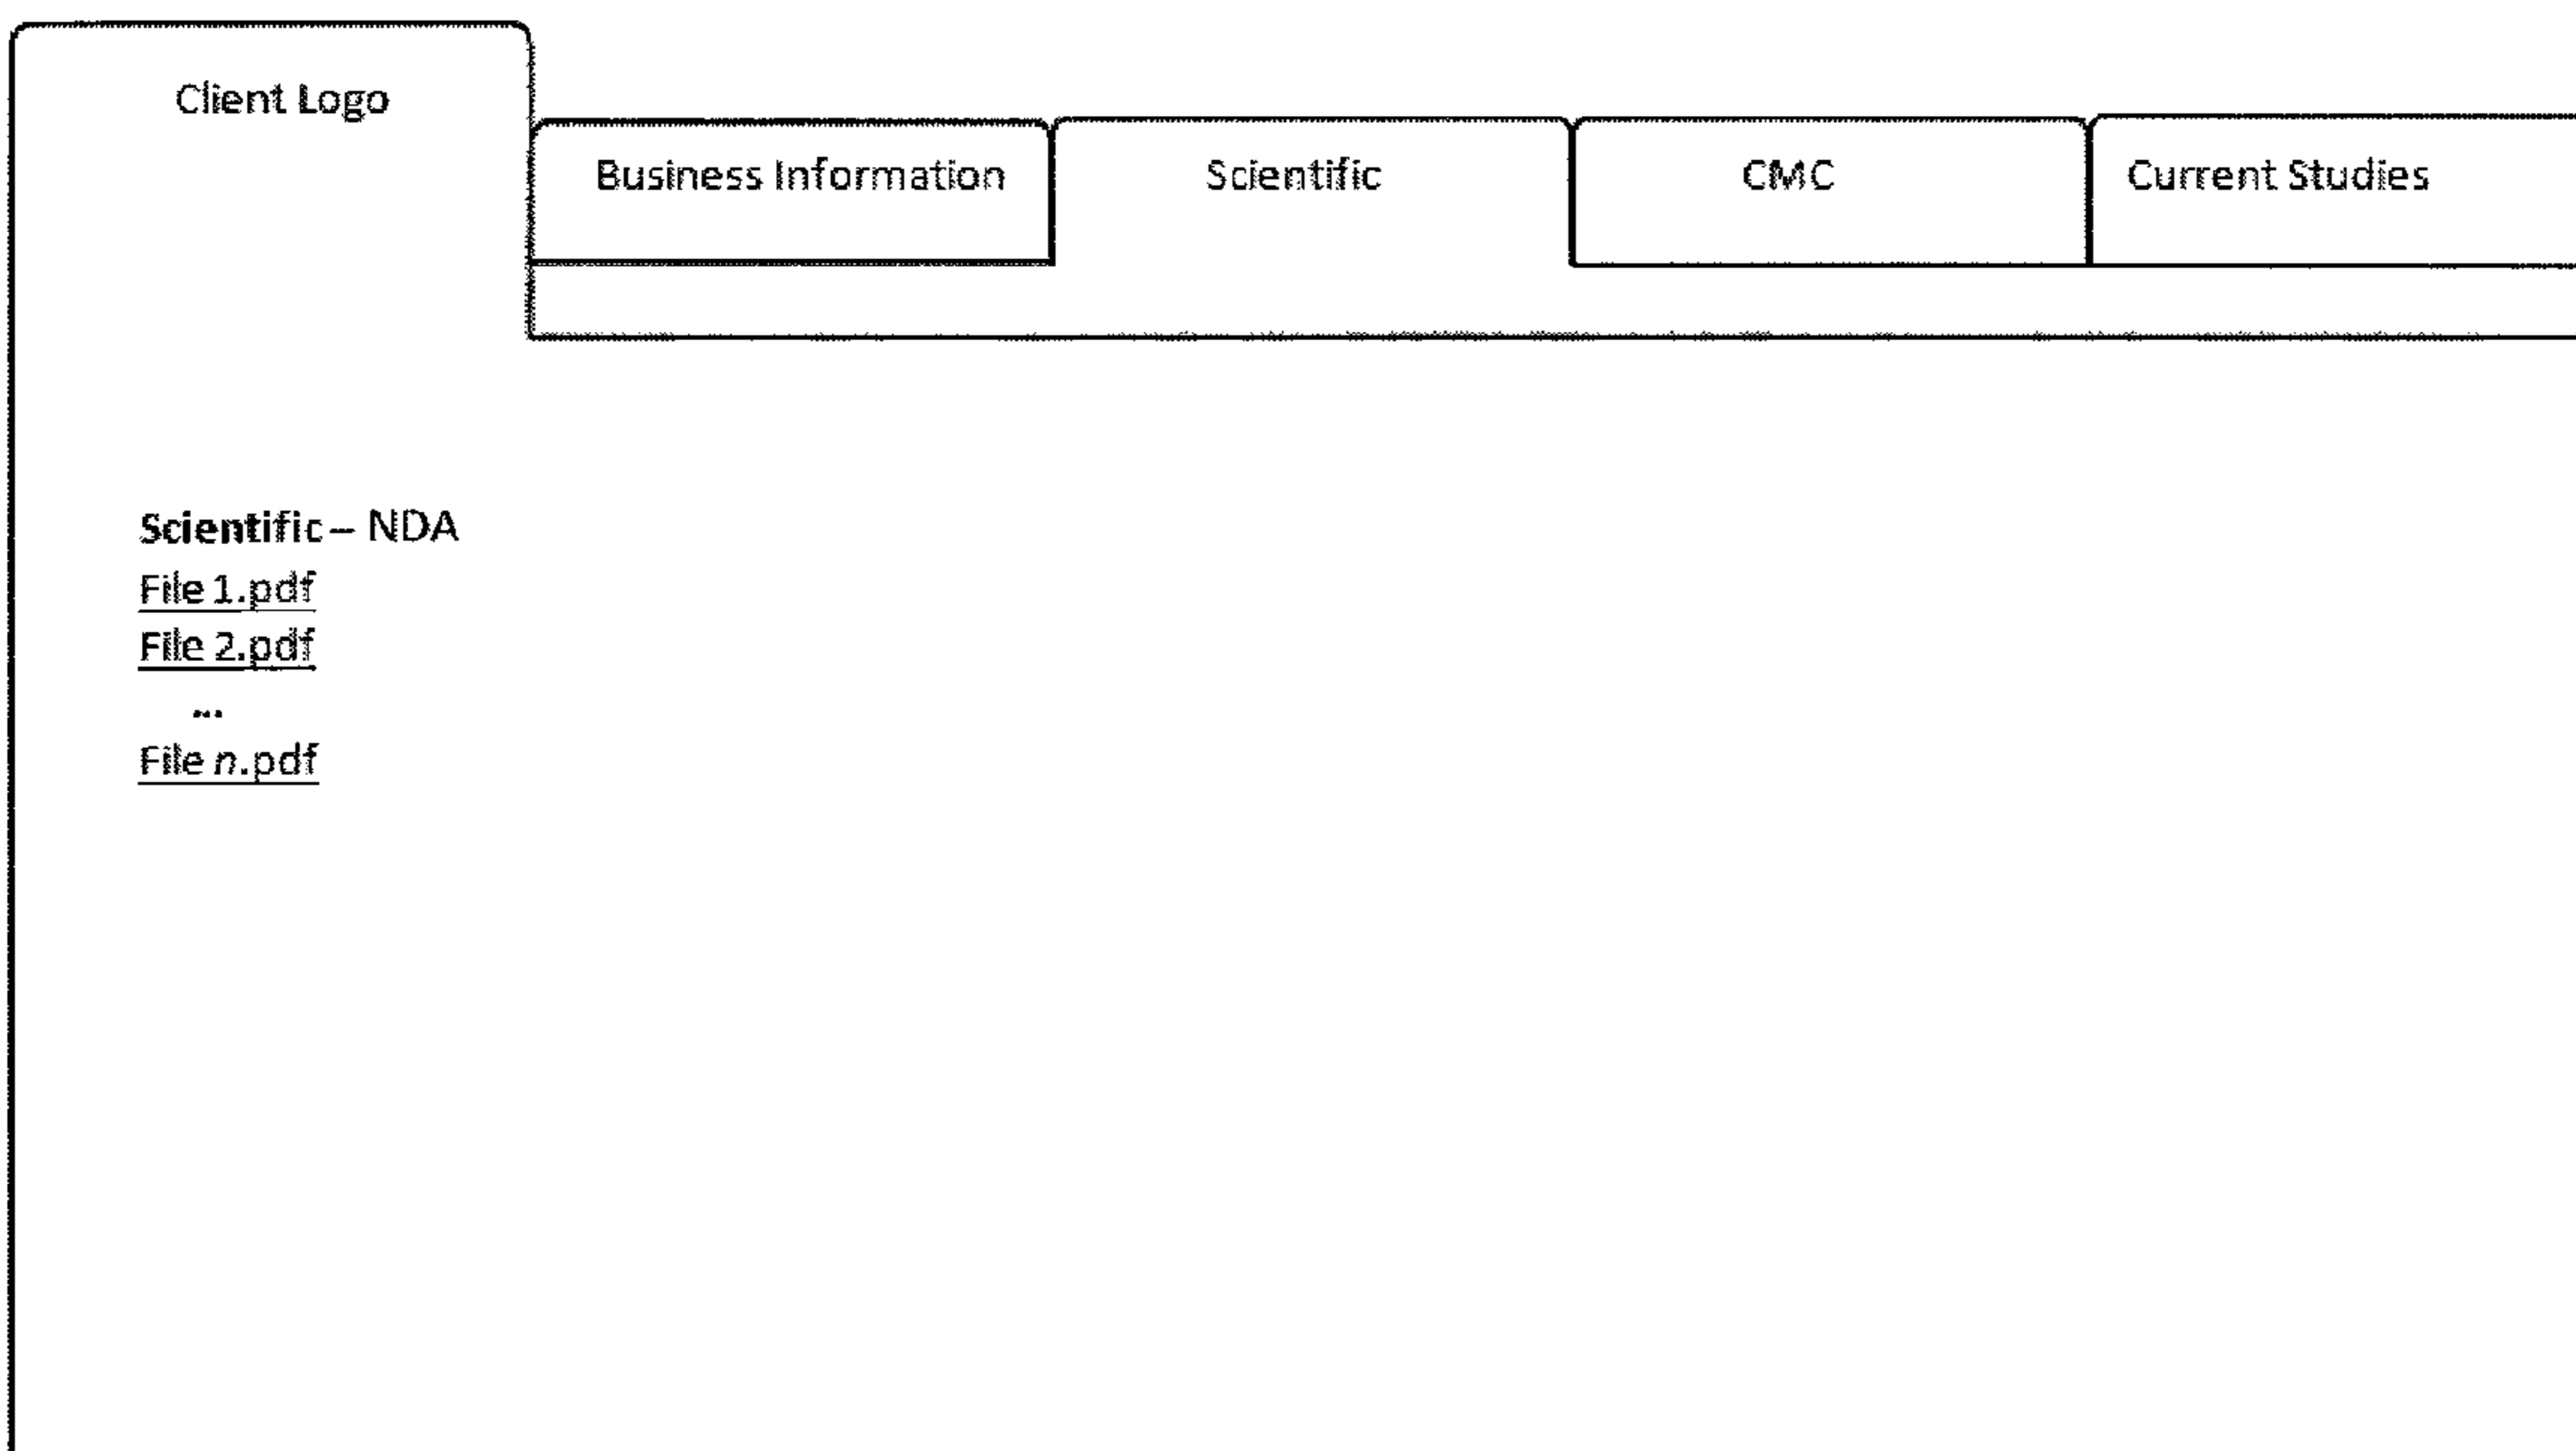 Client Logo
Business Information
Scientific
CMC
Current Studies
Scientific – NDA
File 1.pdf
File 2.pdf
...
File n.pdf